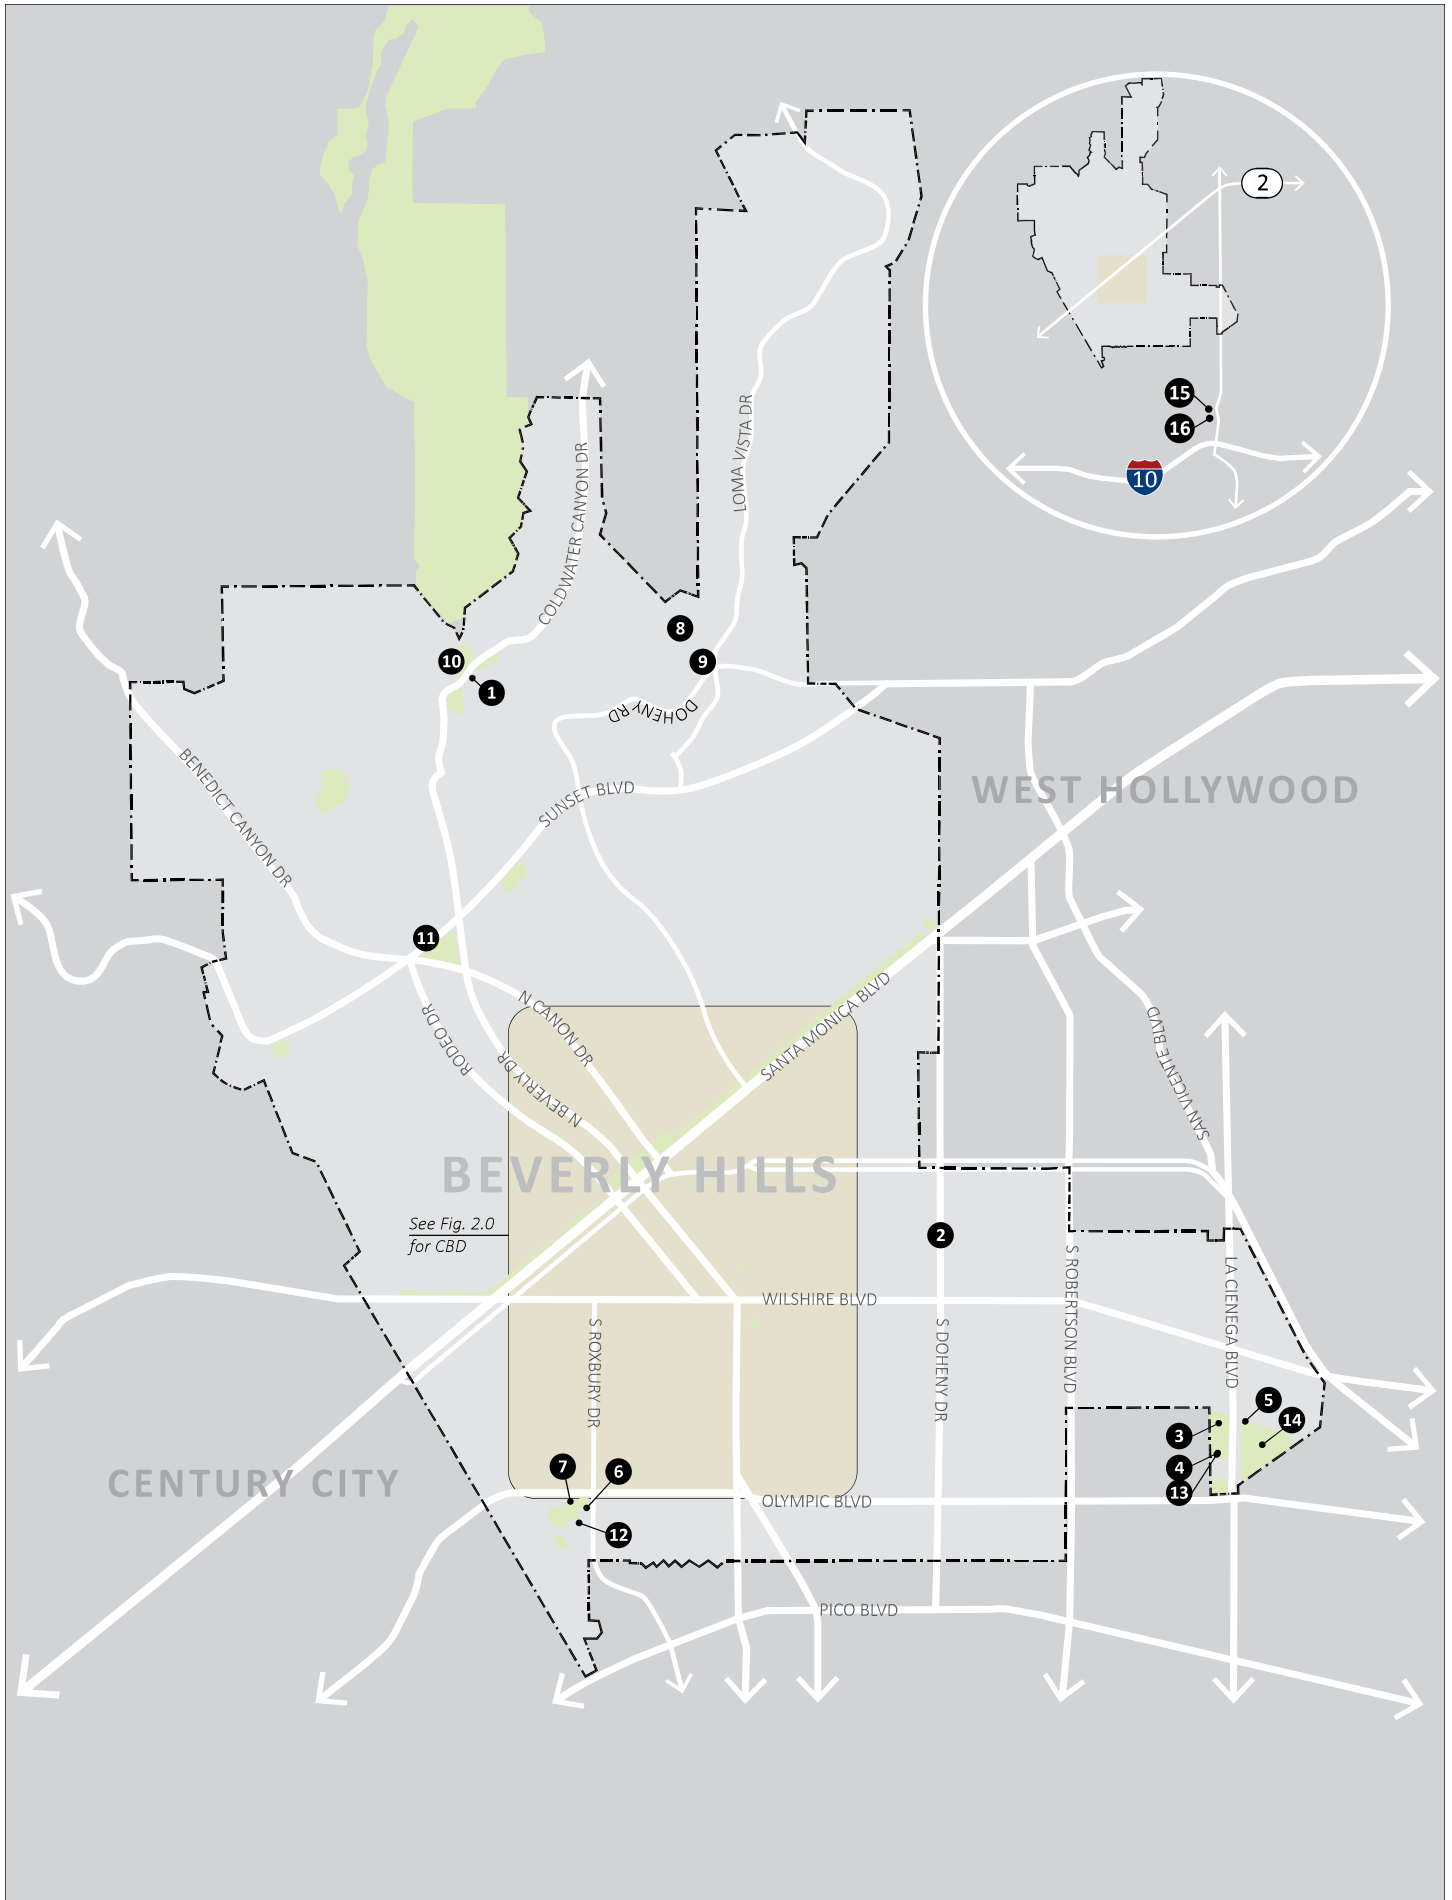 2
15
16
10
LOMA VISTA DR
COLDWATER CANYON DR
8
10
9
1
DOHENY RD
BENEDICT CANYON DR
SUNSET BLVD
WEST HOLLYWOOD
11
N CANON DR
RODEO DR
N BEVERLY DR
SANTA MONICA BLVD
SAN VICENTE BLVD
BEVERLY HILLS
See Fig. 2.0
for CBD
2
S ROBERTSON BLVD
LA CIENEGA BLVD
WILSHIRE BLVD
S ROXBURY DR
S DOHENY DR
5
14
3
4
13
CENTURY CITY
7
6
12
OLYMPIC BLVD
PICO BLVD